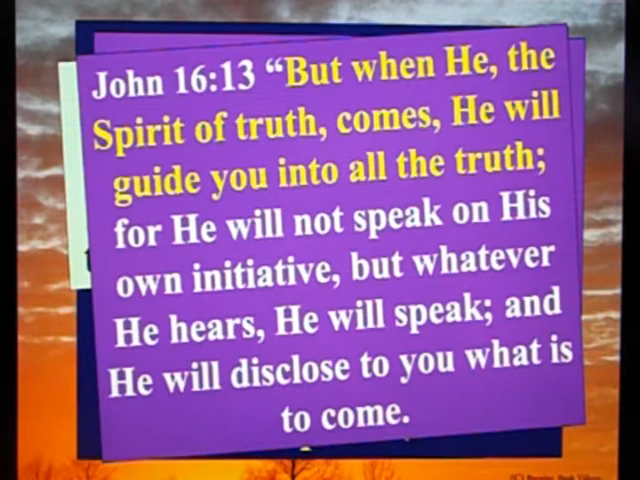 John 16:13 “But when He, the
Spirit of truth, comes, He will
guide you into all the truth;
for He will not speak on His
own initiative, but whatever
He hears, He will speak; and
He will disclose to you what is
to come.